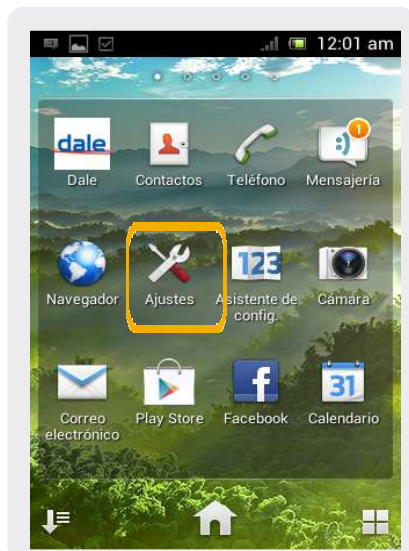 12:01 am
dale
1
Dale
Contactos
Teléfono
Mensajería
123
Navegador
Ajustes
Asistente de
config.
Cámara
31
Correo
electrónico
Play Store
Facebook
Calendario